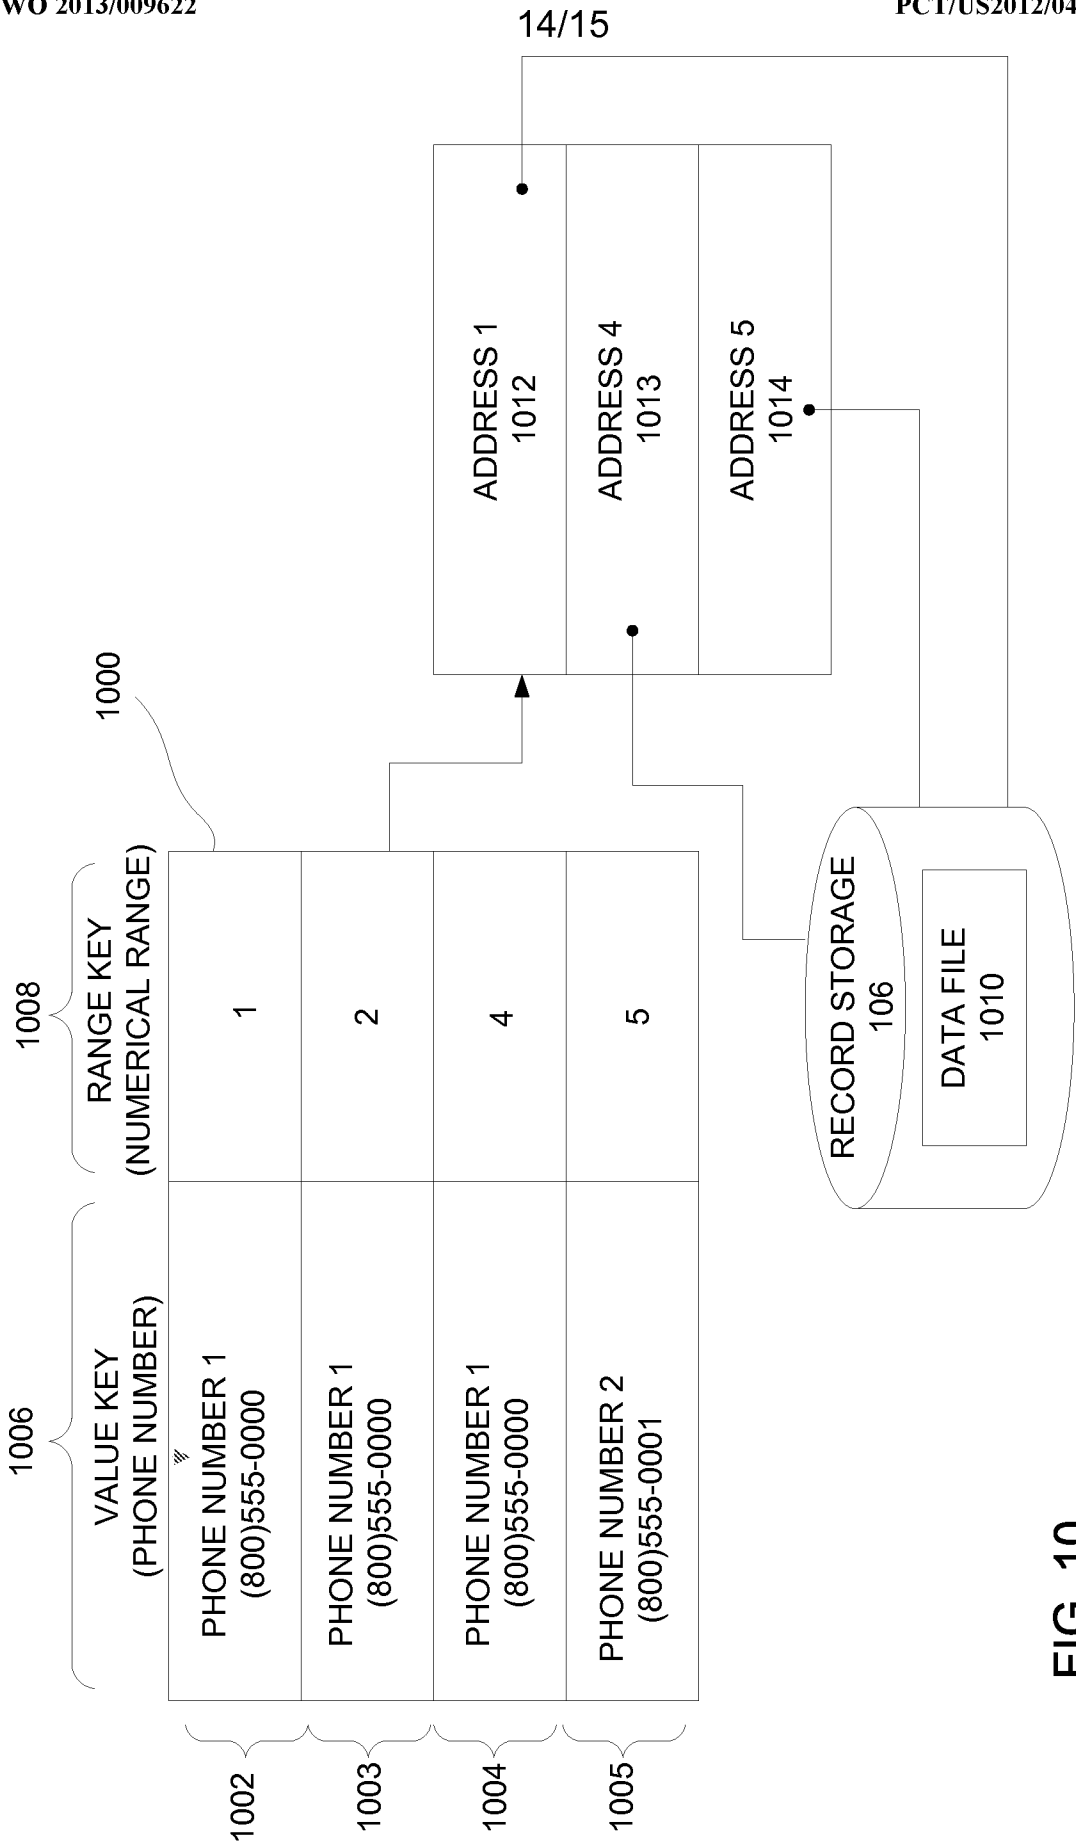 WO 2013/009622
14/15
1006
VALUE KEY
(PHONE NUMBER)
1008
RANGE KEY
(NUMERICAL RANGE)
1000
1002
PHONE NUMBER 1
(800)555-0000
1
1003
PHONE NUMBER 1
(800)555-0000
2
1004
PHONE NUMBER 1
(800)555-0000
4
1005
PHONE NUMBER 2
(800)555-0001
5
ADDRESS 1
1012
ADDRESS 4
1013
ADDRESS 5
1014
RECORD STORAGE
106
DATA FILE
1010
FIG. 10